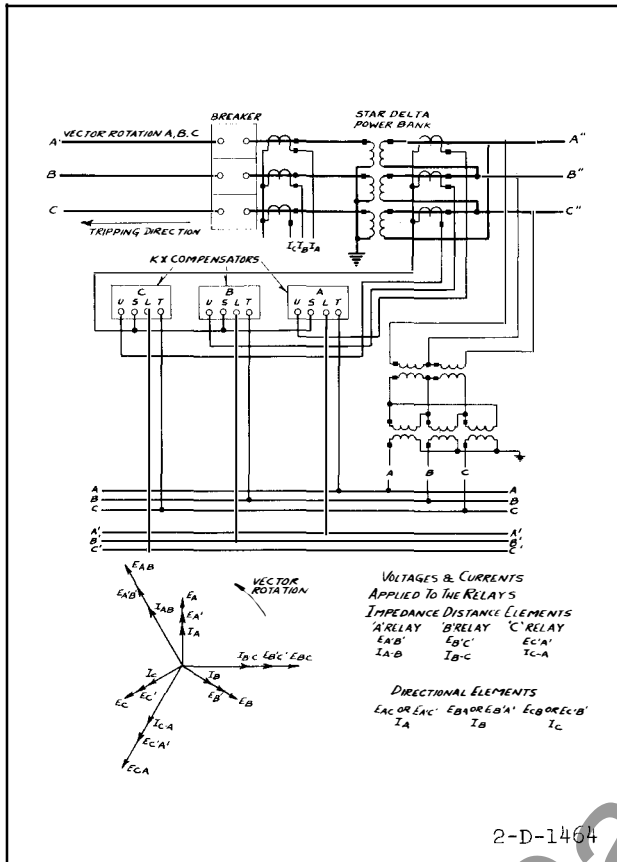 BREAKER
STAR DELTA
POWER BANK
A' VECTOR ROTATION A, B. C
A"
B
B"
C
C"
TRIPPING DIRECTION
IC IB IA
KX COMPENSATORS
C B A
U S L T U S L T U S L T
A B C
A A
B B
C C
A' A'
B' B'
C' C'
EAB
EA'B'
IAB
EA
EA'
IA
VECTOR
ROTATION
IB-C EB'C' EBC
IB
EB'
EB
IC
EC'
EC
IC-A
EC'A'
ECA
VOLTAGES & CURRENTS
APPLIED TO THE RELAYS
IMPEDANCE DISTANCE ELEMENTS
'A' RELAY 'B' RELAY 'C' RELAY
EA'B' EB'C' EC'A'
IA-B IB-C IC-A
DIRECTIONAL ELEMENTS
EAC OR EA'C' EBA OR EB'A' ECB OR EC'B'
IA IB IC
2-D-1464